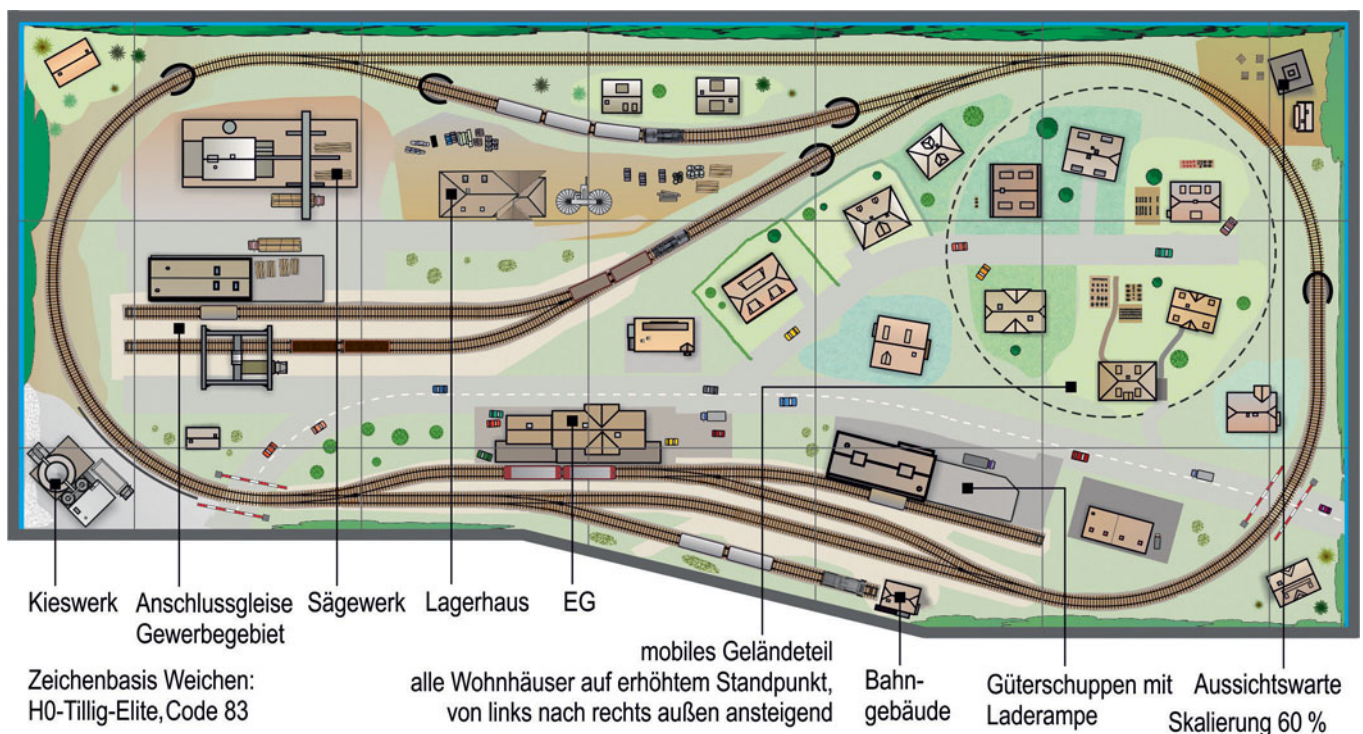 Kieswerk
Anschlussgleise
Gewerbegebiet
Sägewerk
Lagerhaus
EG
mobiles Geländeteil
alle Wohnhäuser auf erhöhtem Standpunkt,
von links nach rechts außen ansteigend
Bahn-
gebäude
Güterschuppen mit
Laderampe
Aussichtswarte
Skalierung 60 %
Zeichenbasis Weichen:
H0-Tillig-Elite, Code 83